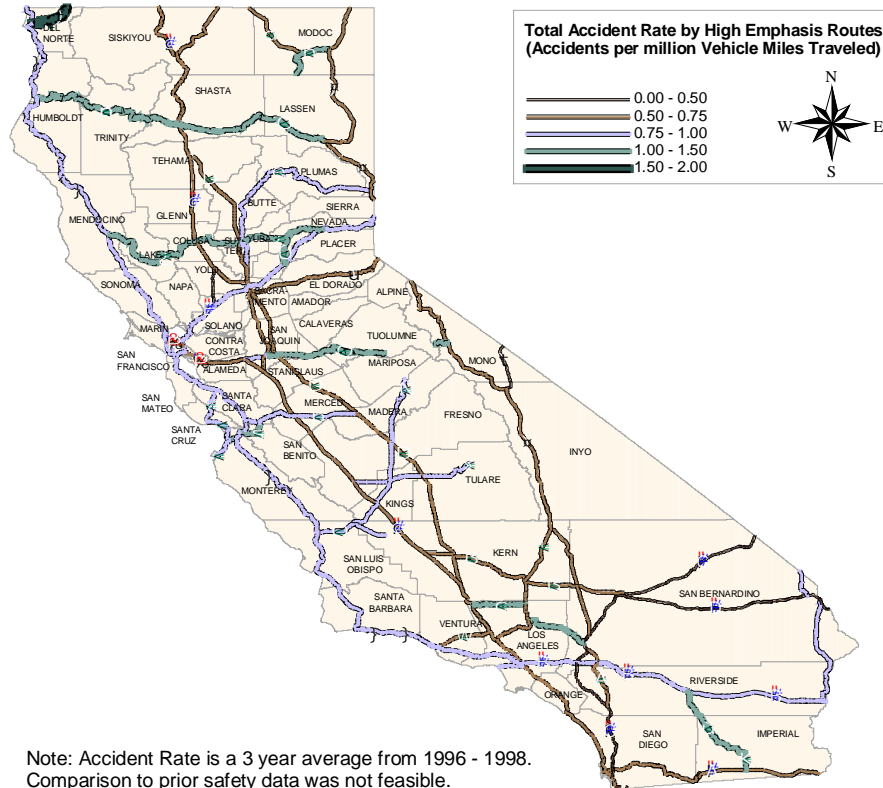 Total Accident Rate by High Emphasis Routes
(Accidents per million Vehicle Miles Traveled)
0.00 - 0.50
0.50 - 0.75
0.75 - 1.00
1.00 - 1.50
1.50 - 2.00
N
W
E
S
DEL
NORTE
SISKIYOU
MODOC
SHASTA
LASSEN
HUMBOLDT
TRINITY
TEHAMA
PLUMAS
BUTTE
SIERRA
GLENN
MENDOCINO
NEVADA
COLUSA
SUTTER
YUBA
PLACER
LAKE
YOLO
SONOMA
NAPA
EL DORADO
SACRA-
MENTO
AMADOR
ALPINE
SOLANO
MARIN
CONTRA
COSTA
SAN
JOAQUIN
CALAVERAS
TUOLUMNE
MONO
SAN
FRANCISCO
ALAMEDA
STANISLAUS
MARIPOSA
SAN
MATEO
SANTA
CLARA
MERCED
MADERA
SANTA
CRUZ
FRESNO
SAN
BENITO
INYO
MONTEREY
TULARE
KINGS
SAN LUIS
OBISPO
KERN
SANTA
BARBARA
SAN BERNARDINO
VENTURA
LOS
ANGELES
ORANGE
RIVERSIDE
SAN
DIEGO
IMPERIAL
Note: Accident Rate is a 3 year average from 1996 - 1998.
Comparison to prior safety data was not feasible.